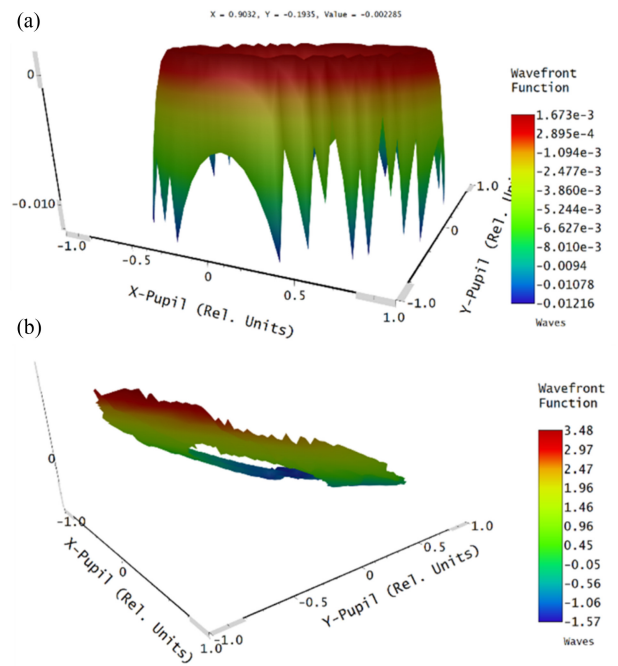 (a)
X = 0.9032, Y = -0.1935, Value = -0.002285
0
-0.010
-1.0
-0.5
0
0.5
1.0
X-Pupil (Rel. Units)
-1.0
0
1.0
Y-Pupil (Rel.
Wavefront
Function
1.673e-3
2.895e-4
-1.094e-3
-2.477e-3
-3.860e-3
-5.244e-3
-6.627e-3
-8.010e-3
-0.0094
-0.01078
-0.01216
Waves
(b)
0
-1.0
0
1.0
X-Pupil (Rel. Units)
-1.0
-0.5
0
0.5
1.0
Y-Pupil (Rel. Units)
Wavefront
Function
3.48
2.97
2.47
1.96
1.46
0.96
0.45
-0.05
-0.56
-1.06
-1.57
Waves